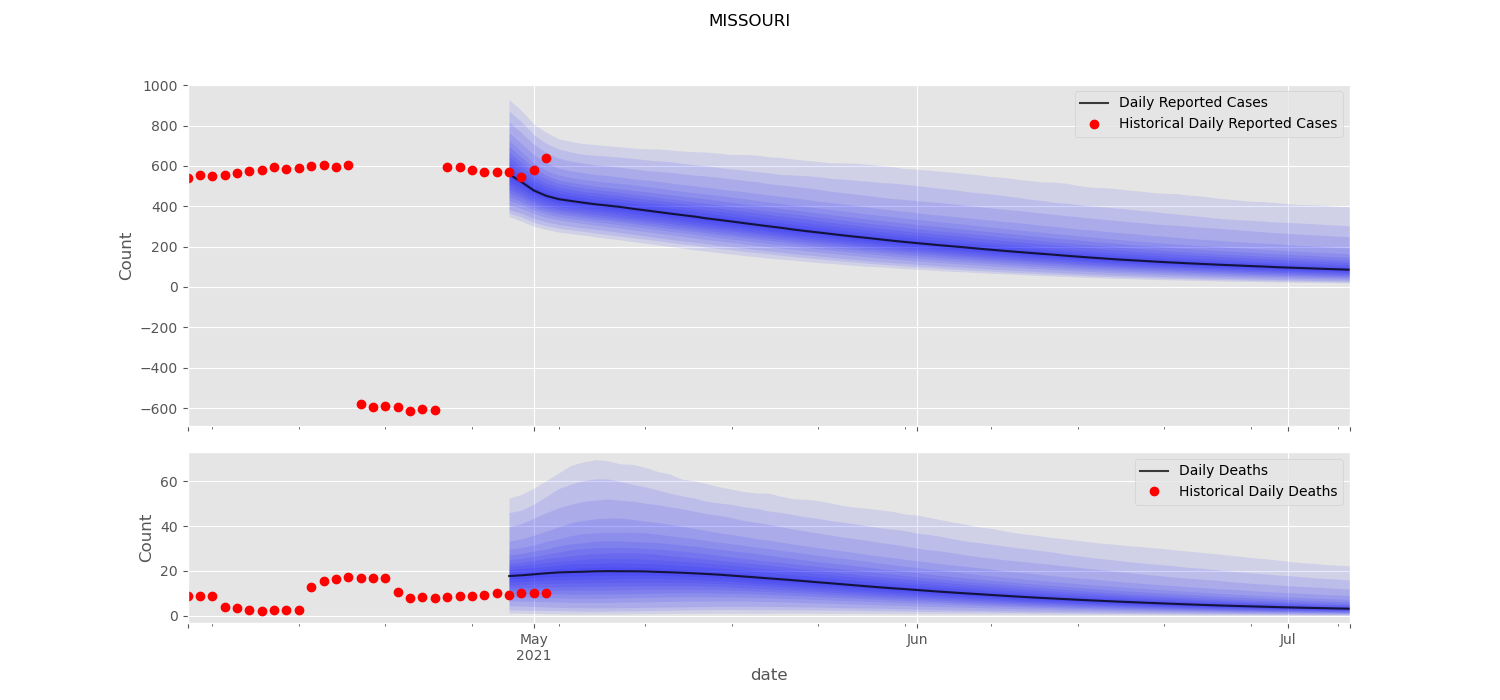 MISSOURI
1000
800
600
400
200
0
−200
−400
−600
Count
Daily Reported Cases
Historical Daily Reported Cases
60
40
20
0
Count
Daily Deaths
Historical Daily Deaths
May
2021
Jun
Jul
date